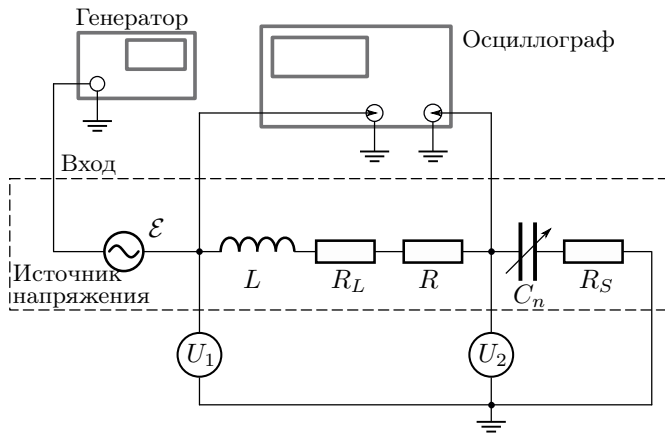 Генератор
Осциллограф
Вход
ℰ
Источник
напряжения
L
R_L
R
C_n
R_S
U_1
U_2